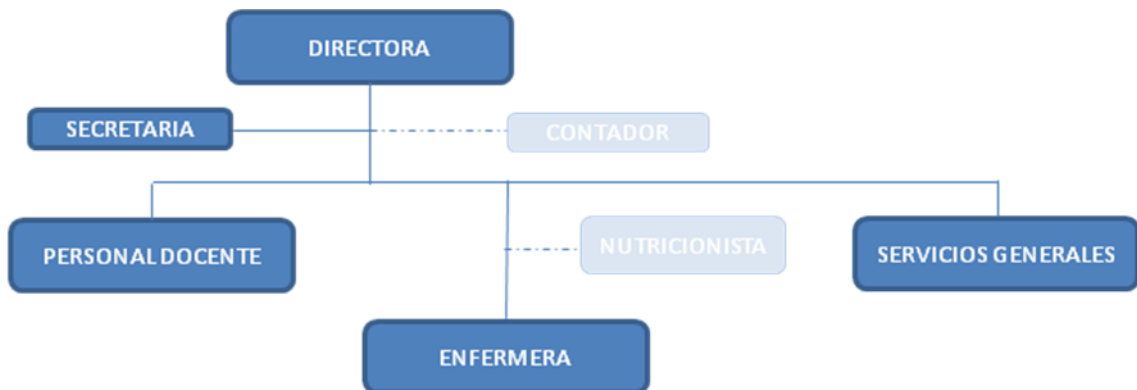 DIRECTORA
SECRETARIA
CONTADOR
PERSONAL DOCENTE
NUTRICIONISTA
SERVICIOS GENERALES
ENFERMERA